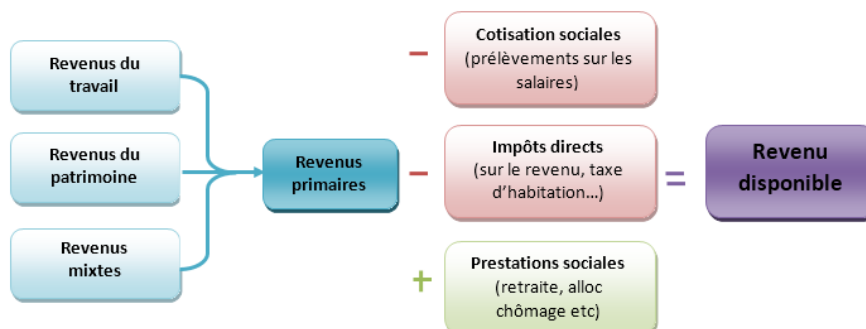 Revenus du
travail
Revenus du
patrimoine
Revenus
mixtes
Revenus
primaires
−
Cotisation sociales
(prélèvements sur les
salaires)
−
Impôts directs
(sur le revenu, taxe
d’habitation…)
+
Prestations sociales
(retraite, alloc
chômage etc)
=
Revenu
disponible